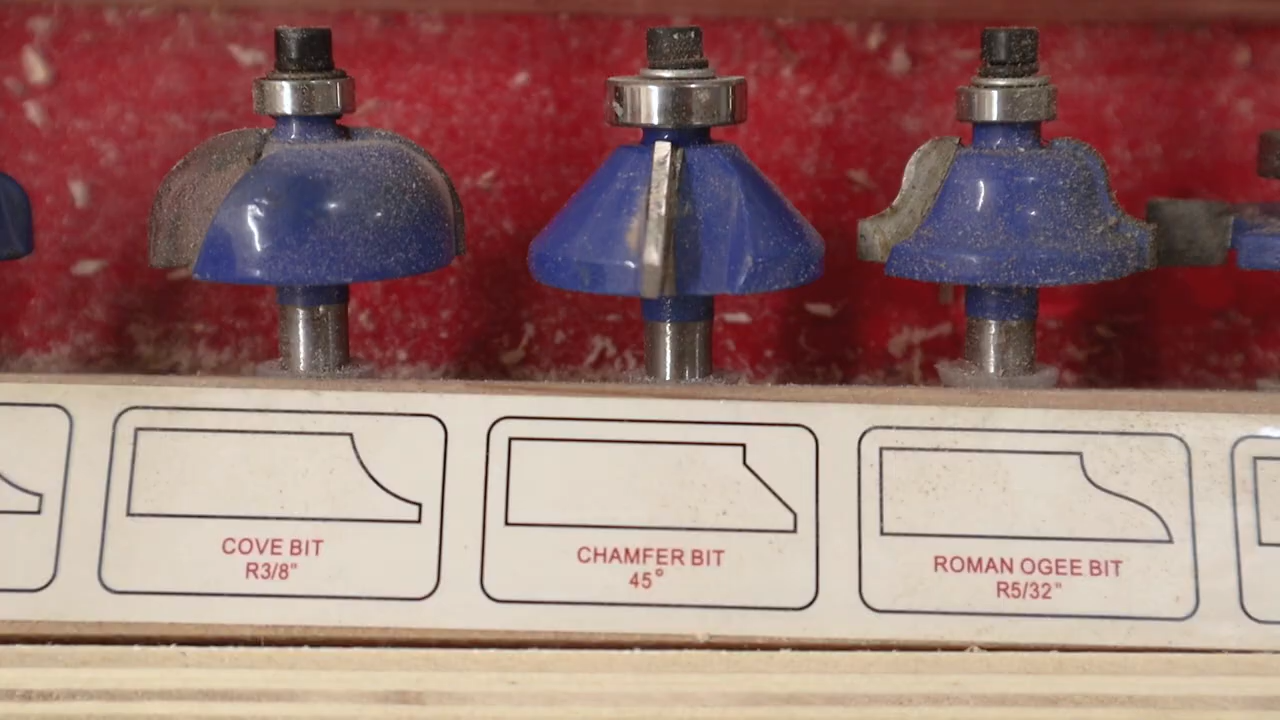 COVE BIT
R3/8"
CHAMFER BIT
45°
ROMAN OGEE BIT
R5/32"